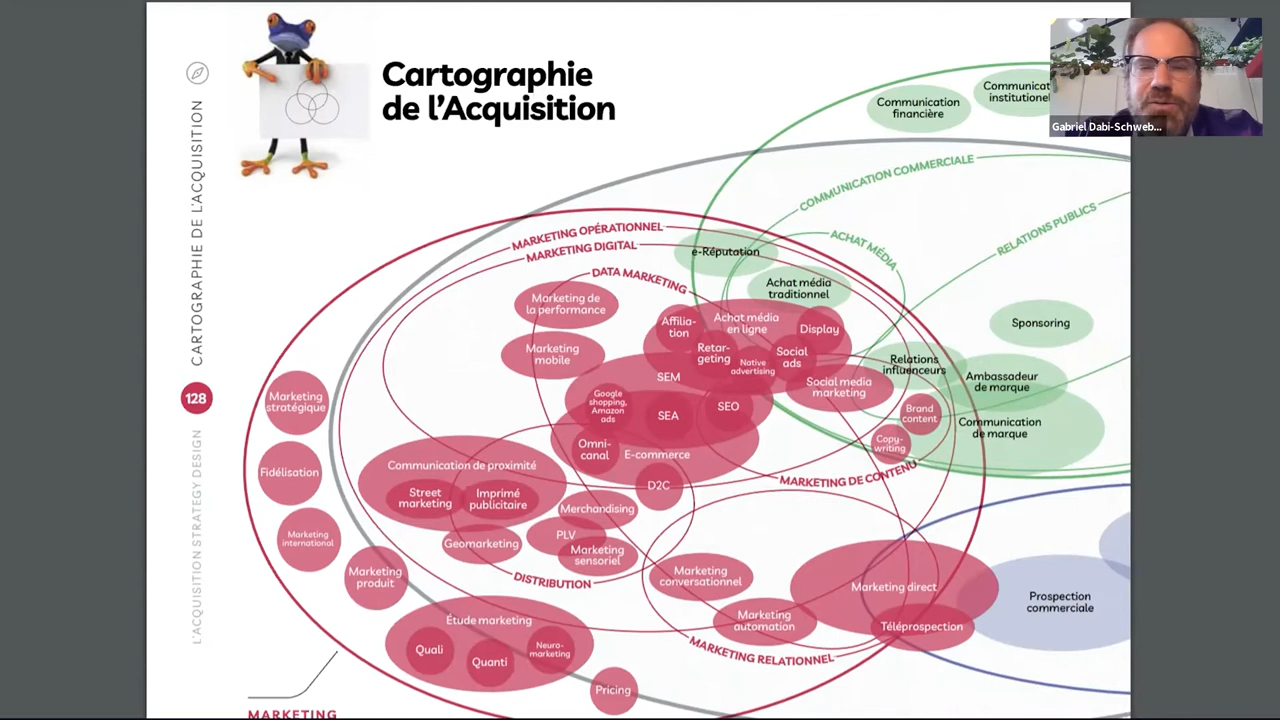 Cartographie
de l'Acquisition
CARTOGRAPHIE DE L'ACQUISITION
128
L'ACQUISITION STRATEGY DESIGN
Gabriel Dabi-Schweb...
Communication
financière
Communicat
institutionel
COMMUNICATION COMMERCIALE
RELATIONS PUBLICS
ACHAT MÉDIA
MARKETING OPÉRATIONNEL
MARKETING DIGITAL
DATA MARKETING
e-Réputation
Achat média
traditionnel
Marketing de
la performance
Affilia-
tion
Achat média
en ligne
Display
Sponsoring
Marketing
mobile
Retar-
geting
Native
advertising
Social
ads
Relations
influenceurs
Ambassadeur
de marque
SEM
Social media
marketing
Marketing
stratégique
Google
shopping,
Amazon
ads
SEA
SEO
Brand
content
Communication
de marque
Copy-
writing
Omni-
canal
E-commerce
MARKETING DE CONTENU
Fidélisation
Communication de proximité
Street
marketing
Imprimé
publicitaire
D2C
Merchandising
Marketing
international
Geomarketing
PLV
Marketing
sensoriel
DISTRIBUTION
Marketing
produit
Marketing
conversationnel
Marketing direct
Prospection
commerciale
Marketing
automation
Téléprospection
MARKETING RELATIONNEL
Étude marketing
Quali
Quanti
Neuro-
marketing
Pricing
MARKETING